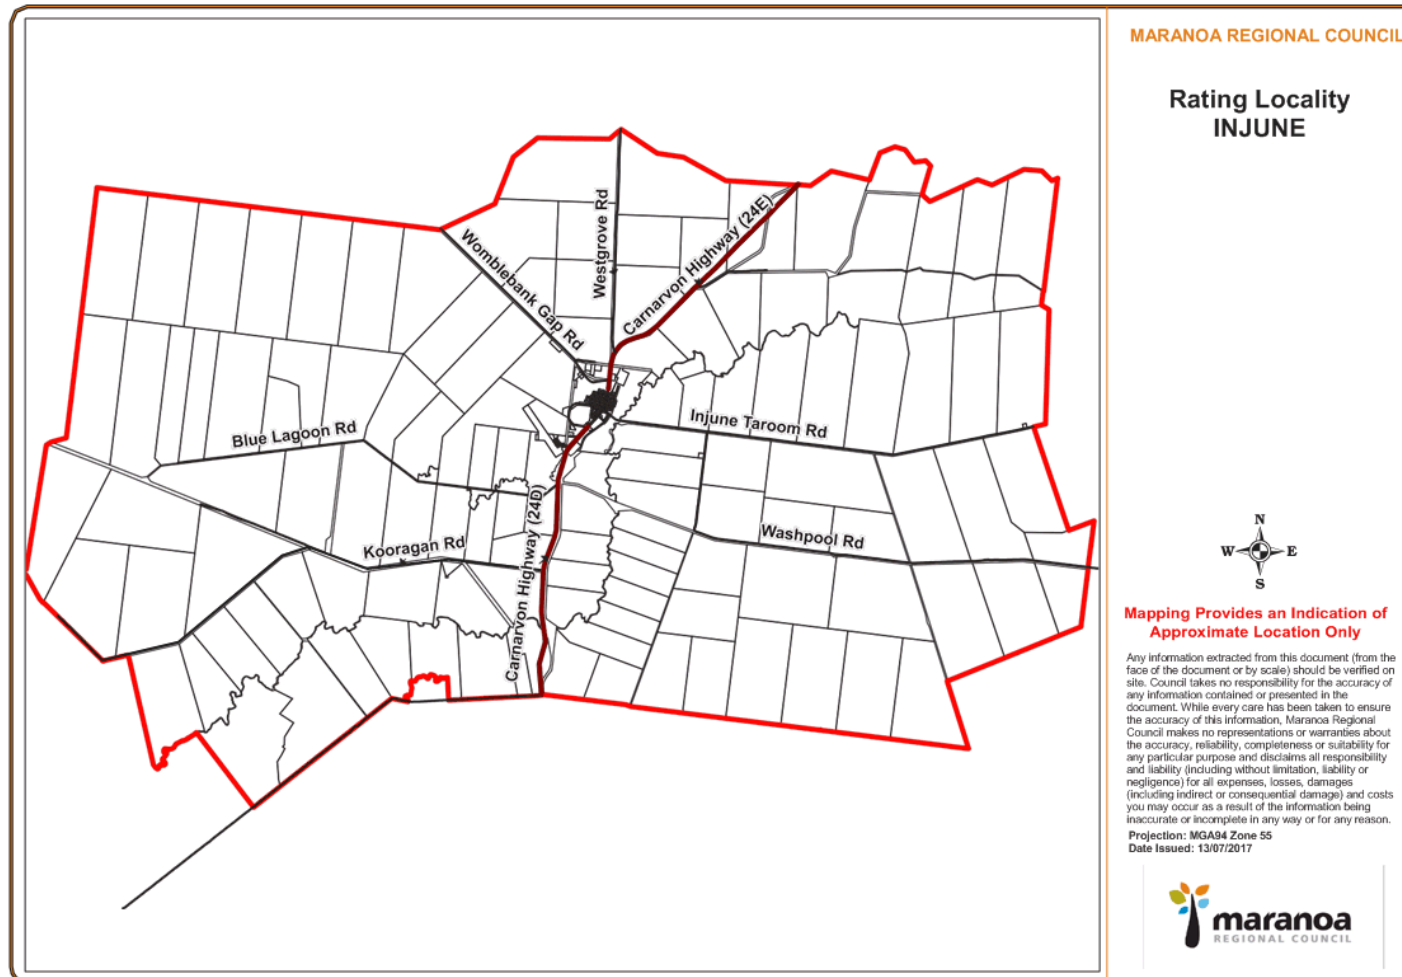 MARANOA REGIONAL COUNCIL
Rating Locality
INJUNE
Westgrove Rd
Carnarvon Highway (24E)
Womblebank Gap Rd
Blue Lagoon Rd
Injune Taroom Rd
Carnarvon Highway (24D)
Kooragan Rd
Washpool Rd
N
W E
S
Mapping Provides an Indication of
Approximate Location Only
Any information extracted from this document (from the
face of the document or by scale) should be verified on
site. Council takes no responsibility for the accuracy of
any information contained or presented in the
document. While every care has been taken to ensure
the accuracy of this information, Maranoa Regional
Council makes no representations or warranties about
the accuracy, reliability, completeness or suitability for
any particular purpose and disclaims all responsibility
and liability (including without limitation, liability or
negligence) for all expenses, losses, damages
(including indirect or consequential damage) and costs
you may occur as a result of the information being
inaccurate or incomplete in any way or for any reason.
Projection: MGA94 Zone 55
Date Issued: 13/07/2017
maranoa
REGIONAL COUNCIL